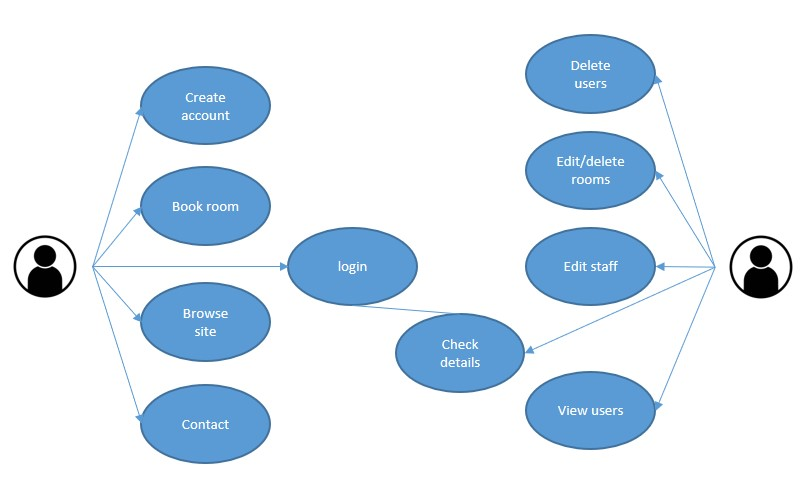 Create
account
Book room
login
Browse
site
Contact
Check
details
Delete
users
Edit/delete
rooms
Edit staff
View users